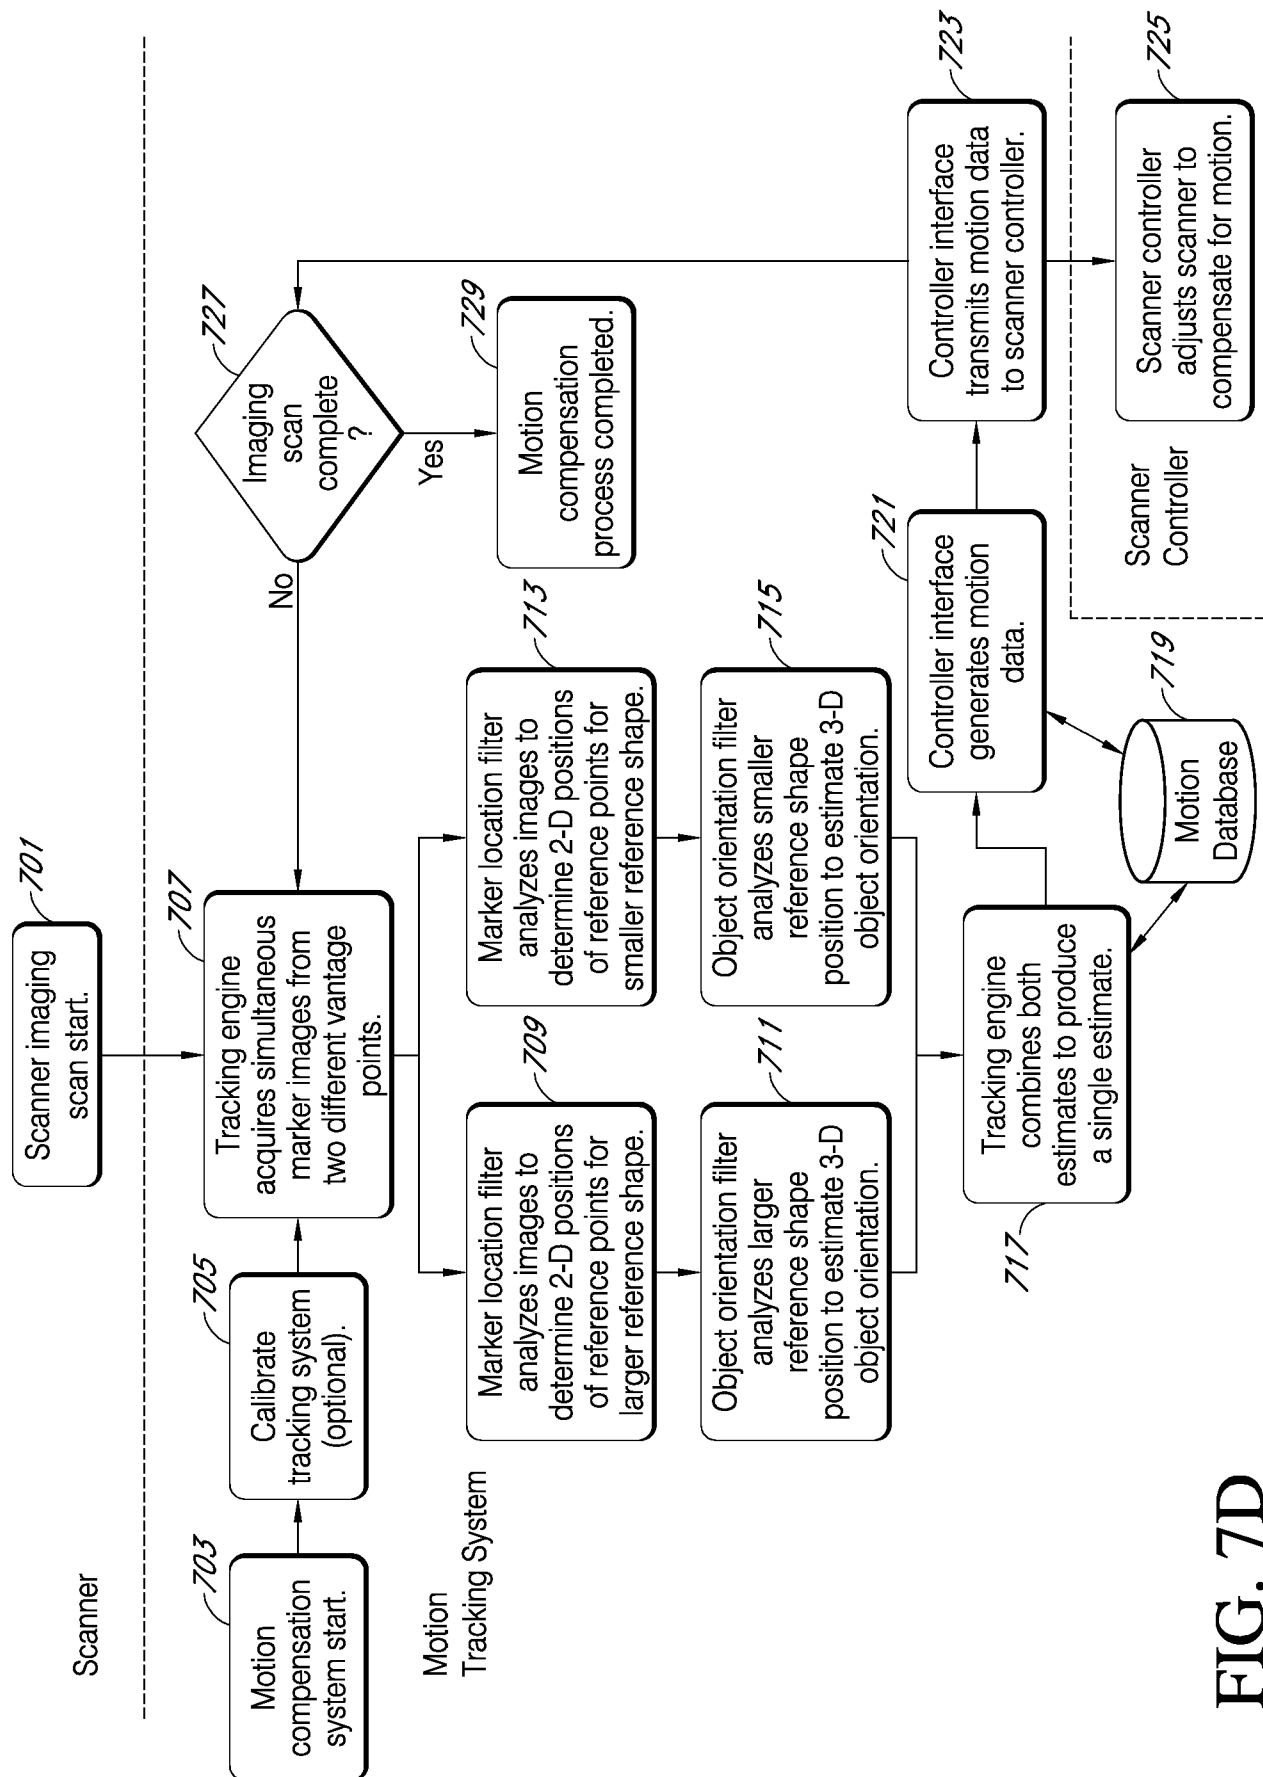 Scanner
701
Scanner imaging
scan start.
703
Motion
compensation
system start.
705
Calibrate
tracking system
(optional).
707
Tracking engine
acquires simultaneous
marker images from
two different vantage
points.
No
727
Imaging
scan
complete
?
Yes
729
Motion
compensation
process completed.
Motion
Tracking System
709
Marker location filter
analyzes images to
determine 2-D positions
of reference points for
larger reference shape.
713
Marker location filter
analyzes images to
determine 2-D positions
of reference points for
smaller reference shape.
711
Object orientation filter
analyzes larger
reference shape
position to estimate 3-D
object orientation.
715
Object orientation filter
analyzes smaller
reference shape
position to estimate 3-D
object orientation.
717
Tracking engine
combines both
estimates to produce
a single estimate.
719
Motion
Database
721
Controller interface
generates motion
data.
723
Controller interface
transmits motion data
to scanner controller.
Scanner
Controller
725
Scanner controller
adjusts scanner to
compensate for motion.
FIG. 7D